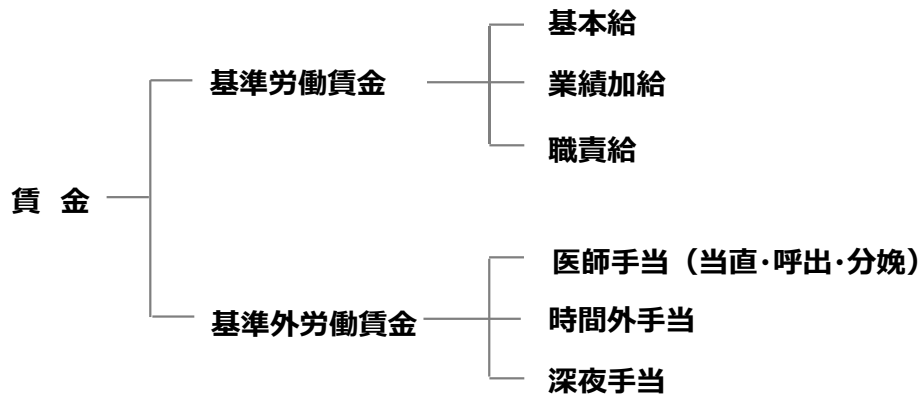 賃 金
基準労働賃金
基本給
業績加給
職責給
基準外労働賃金
医師手当（当直･呼出･分娩）
時間外手当
深夜手当